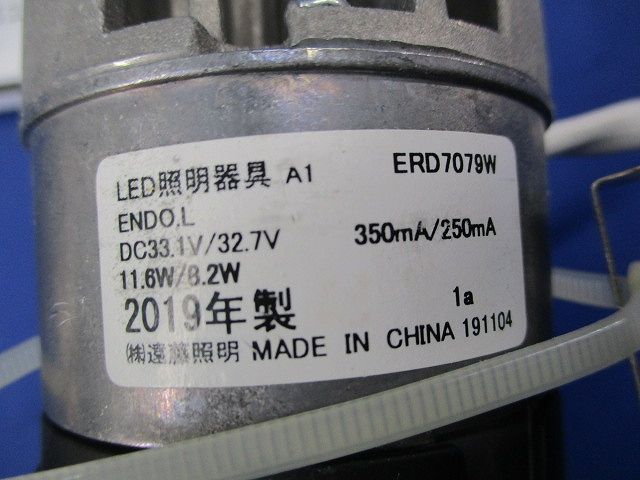 LED照明器具 A1 ERD7079W
ENDO.L
DC33.1V/32.7V 350mA/250mA
11.6W/8.2W
2019年製 1a
㈱遠藤照明 MADE IN CHINA 191104